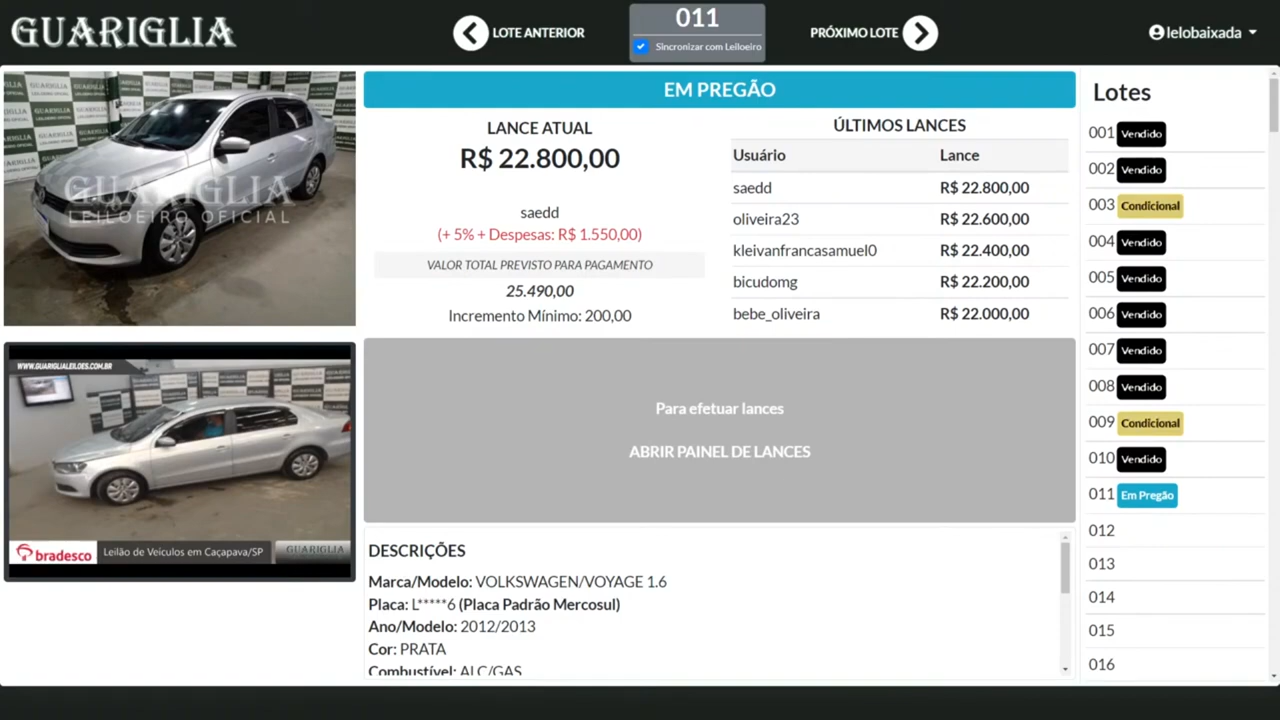 GUARIGLIA
LOTE ANTERIOR
011
Sincronizar com Leiloeiro
PRÓXIMO LOTE
lelobaixada
GUARIGLIA
LEILOEIRO OFICIAL
WWW.GUARIGLIALEILOES.COM.BR
bradesco
Leilão de Veículos em Caçapava/SP
GUARIGLIA
EM PREGÃO
LANCE ATUAL
R$ 22.800,00
saedd
(+ 5% + Despesas: R$ 1.550,00)
VALOR TOTAL PREVISTO PARA PAGAMENTO
25.490,00
Incremento Mínimo: 200,00
ÚLTIMOS LANCES
Usuário Lance
saedd R$ 22.800,00
oliveira23 R$ 22.600,00
kleivanfrancasamuel0 R$ 22.400,00
bicudomg R$ 22.200,00
bebe_oliveira R$ 22.000,00
Para efetuar lances
ABRIR PAINEL DE LANCES
DESCRIÇÕES
Marca/Modelo: VOLKSWAGEN/VOYAGE 1.6
Placa: L*****6 (Placa Padrão Mercosul)
Ano/Modelo: 2012/2013
Cor: PRATA
Combustível: ALC/GAS
Lotes
001 Vendido
002 Vendido
003 Condicional
004 Vendido
005 Vendido
006 Vendido
007 Vendido
008 Vendido
009 Condicional
010 Vendido
011 Em Pregão
012
013
014
015
016